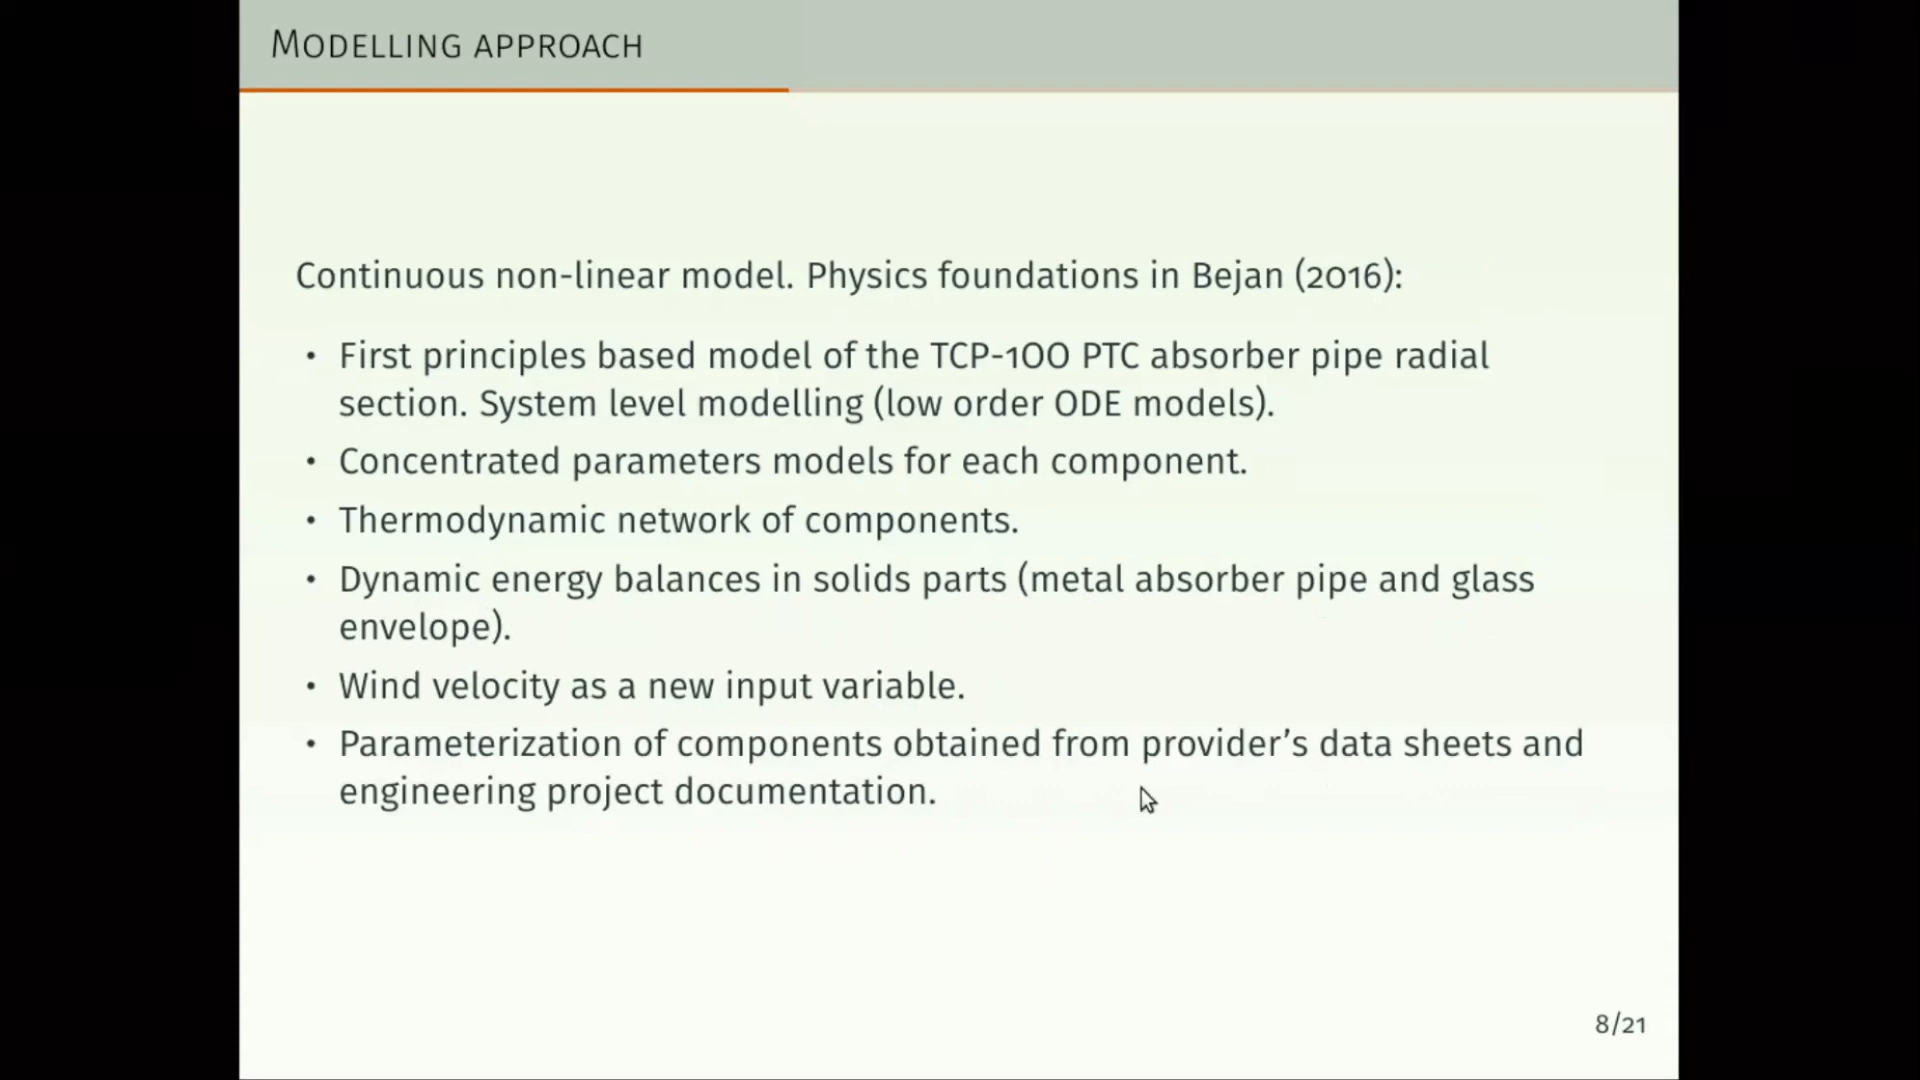 MODELLING APPROACH
Continuous non-linear model. Physics foundations in Bejan (2016):
• First principles based model of the TCP-100 PTC absorber pipe radial
section. System level modelling (low order ODE models).
• Concentrated parameters models for each component.
• Thermodynamic network of components.
• Dynamic energy balances in solids parts (metal absorber pipe and glass
envelope).
• Wind velocity as a new input variable.
• Parameterization of components obtained from provider’s data sheets and
engineering project documentation.
8/21